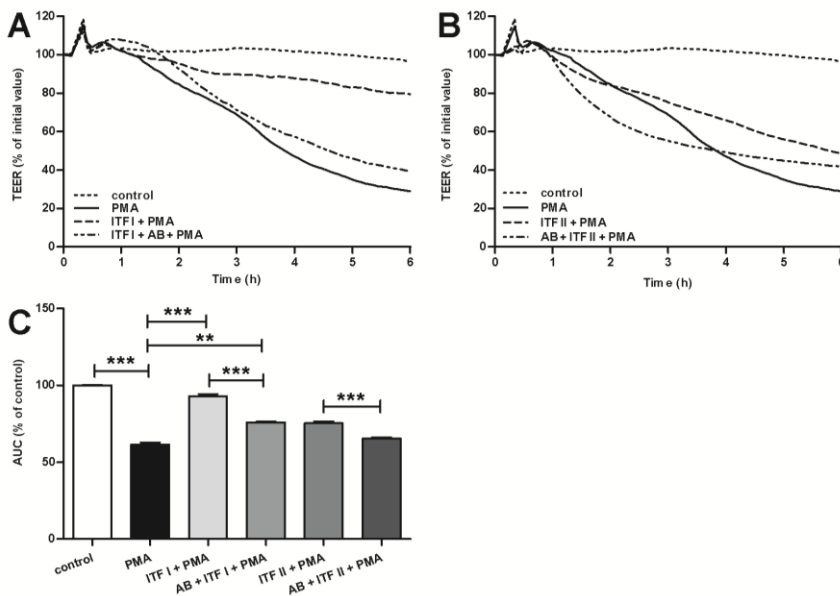 A
TEER (% of initial value)
120
100
80
60
40
20
0
control
PMA
ITF I + PMA
ITF I + AB + PMA
0 1 2 3 4 5 6
Time (h)
B
TEER (% of initial value)
120
100
80
60
40
20
0
control
PMA
ITF II + PMA
AB + ITF II + PMA
0 1 2 3 4 5 6
Time (h)
C
AUC (% of control)
150
100
50
0
***
***
**
***
***
control
PMA
ITF I + PMA
AB + ITF I + PMA
ITF II + PMA
AB + ITF II + PMA